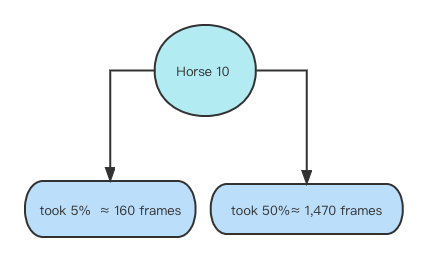 Horse 10
took 5% ≈ 160 frames
took 50%≈ 1,470 frames